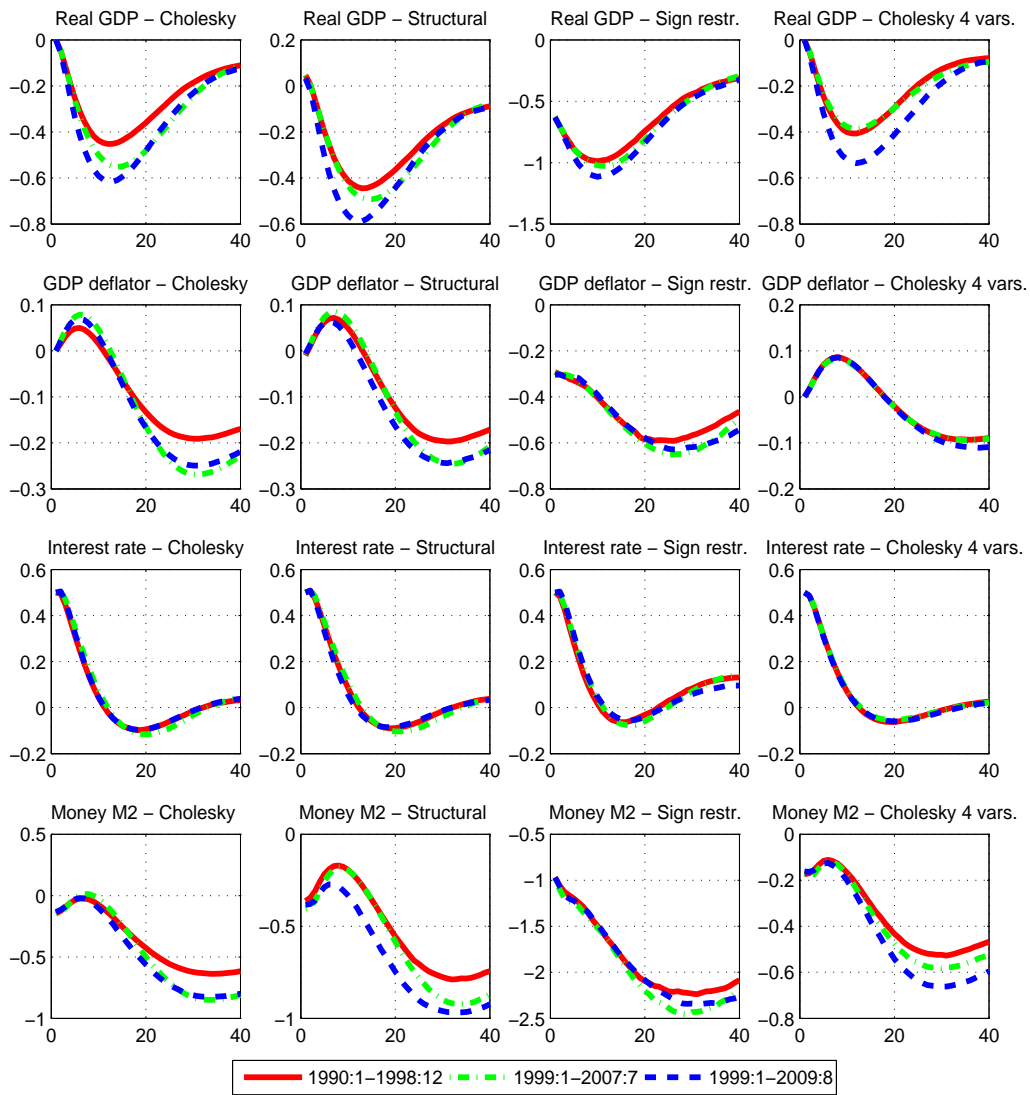 Real GDP − Cholesky
Real GDP − Structural
Real GDP − Sign restr.
Real GDP − Cholesky 4 vars.
0
−0.2
−0.4
−0.6
−0.8
0 20 40
0.2
0
−0.2
−0.4
−0.6
0 20 40
0
−0.5
−1
−1.5
0 20 40
0
−0.2
−0.4
−0.6
−0.8
0 20 40
GDP deflator − Cholesky
GDP deflator − Structural
GDP deflator − Sign restr.
GDP deflator − Cholesky 4 vars.
0.1
0
−0.1
−0.2
−0.3
0 20 40
0.1
0
−0.1
−0.2
−0.3
0 20 40
0
−0.2
−0.4
−0.6
−0.8
0 20 40
0.2
0.1
0
−0.1
−0.2
0 20 40
Interest rate − Cholesky
Interest rate − Structural
Interest rate − Sign restr.
Interest rate − Cholesky 4 vars.
0.6
0.4
0.2
0
−0.2
0 20 40
0.6
0.4
0.2
0
−0.2
0 20 40
0.6
0.4
0.2
0
−0.2
0 20 40
0.6
0.4
0.2
0
−0.2
0 20 40
Money M2 − Cholesky
Money M2 − Structural
Money M2 − Sign restr.
Money M2 − Cholesky 4 vars.
0.5
0
−0.5
−1
0 20 40
0
−0.5
−1
0 20 40
−0.5
−1
−1.5
−2
−2.5
0 20 40
0
−0.2
−0.4
−0.6
−0.8
0 20 40
1990:1−1998:12 1999:1−2007:7 1999:1−2009:8